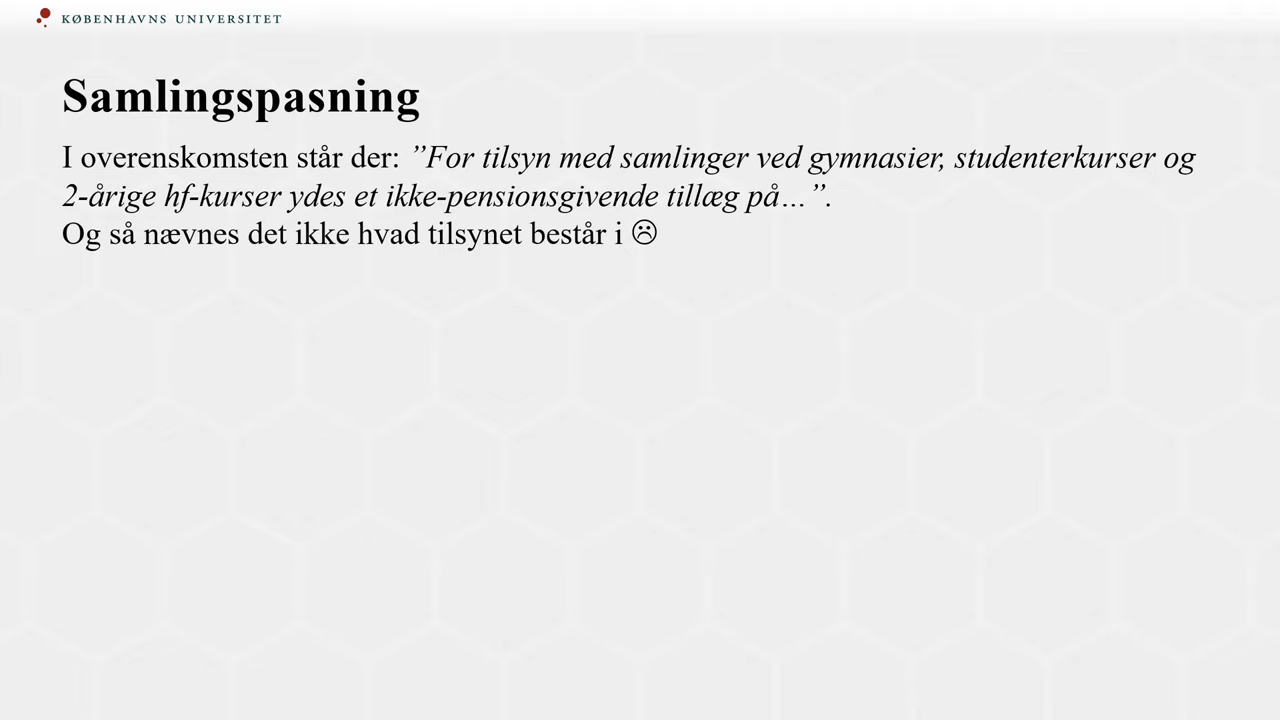 KØBENHAVNS UNIVERSITET
Samlingspasning
I overenskomsten står der: ”For tilsyn med samlinger ved gymnasier, studenterkurser og
2-årige hf-kurser ydes et ikke-pensionsgivende tillæg på…”.
Og så nævnes det ikke hvad tilsynet består i ☹